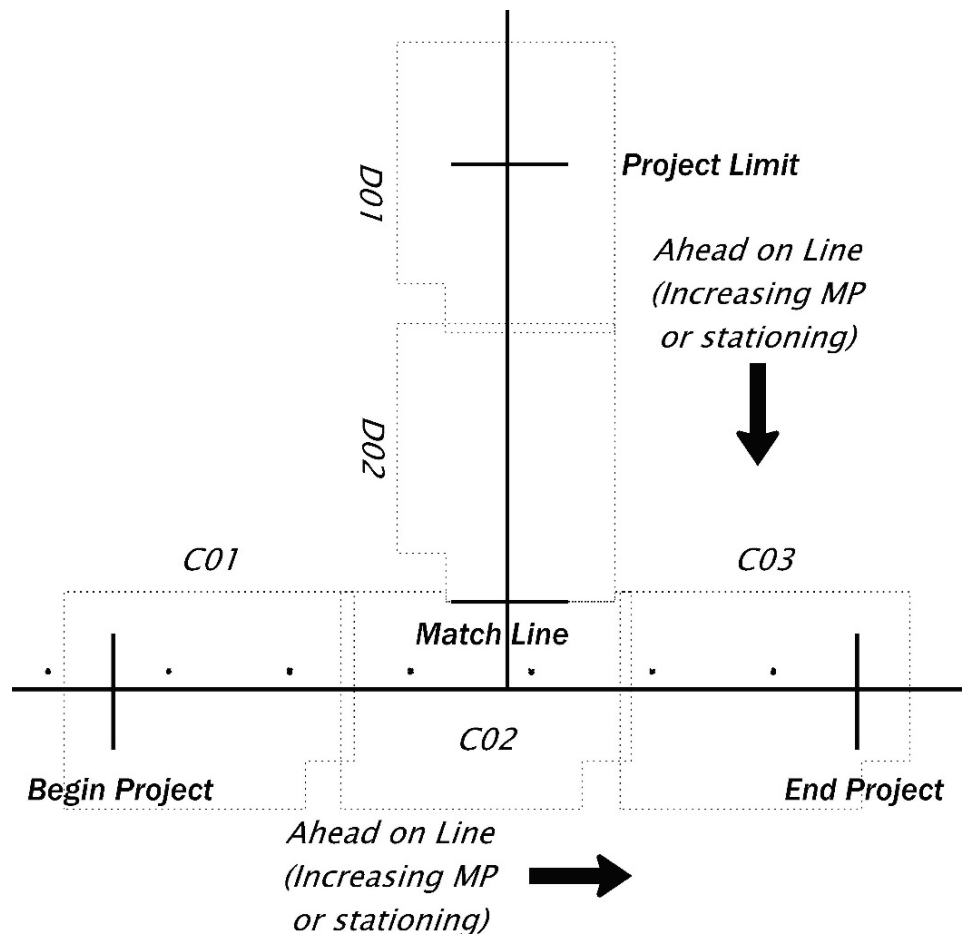 D01
Project Limit
Ahead on Line
(Increasing MP
or stationing)
D02
C01
C03
Match Line
C02
Begin Project
End Project
Ahead on Line
(Increasing MP
or stationing)